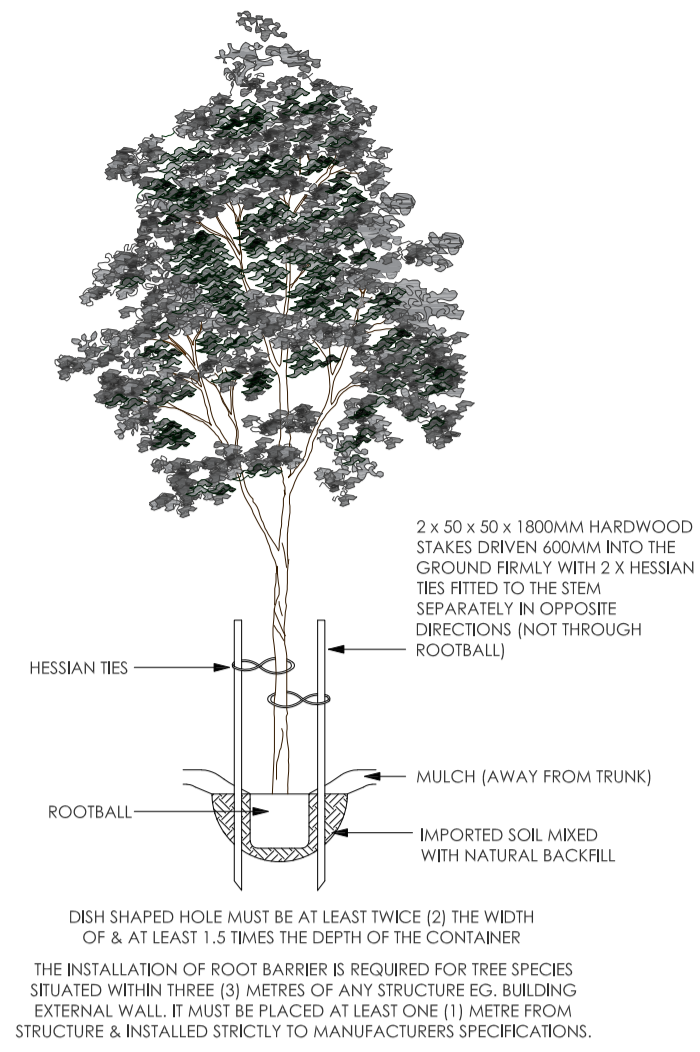 2 x 50 x 50 x 1800MM HARDWOOD
STAKES DRIVEN 600MM INTO THE
GROUND FIRMLY WITH 2 X HESSIAN
TIES FITTED TO THE STEM
SEPARATELY IN OPPOSITE
DIRECTIONS (NOT THROUGH
ROOTBALL)
HESSIAN TIES
MULCH (AWAY FROM TRUNK)
ROOTBALL
IMPORTED SOIL MIXED
WITH NATURAL BACKFILL
DISH SHAPED HOLE MUST BE AT LEAST TWICE (2) THE WIDTH
OF & AT LEAST 1.5 TIMES THE DEPTH OF THE CONTAINER
THE INSTALLATION OF ROOT BARRIER IS REQUIRED FOR TREE SPECIES
SITUATED WITHIN THREE (3) METRES OF ANY STRUCTURE EG. BUILDING
EXTERNAL WALL. IT MUST BE PLACED AT LEAST ONE (1) METRE FROM
STRUCTURE & INSTALLED STRICTLY TO MANUFACTURERS SPECIFICATIONS.